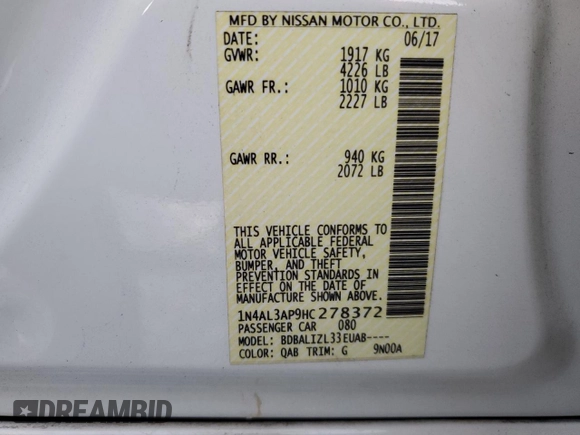 MFD BY NISSAN MOTOR CO., LTD.
DATE: 06/17
GVWR: 1917 KG
4226 LB
GAWR FR.: 1010 KG
2227 LB
GAWR RR.: 940 KG
2072 LB
THIS VEHICLE CONFORMS TO
ALL APPLICABLE FEDERAL
MOTOR VEHICLE SAFETY,
BUMPER, AND THEFT
PREVENTION STANDARDS IN
EFFECT ON THE DATE OF
MANUFACTURE SHOWN ABOVE.
1N4AL3AP9HC278372
PASSENGER CAR 080
MODEL: BDBALIZL33EUAB----
COLOR: QAB TRIM: G 9N00A
DREAMBID